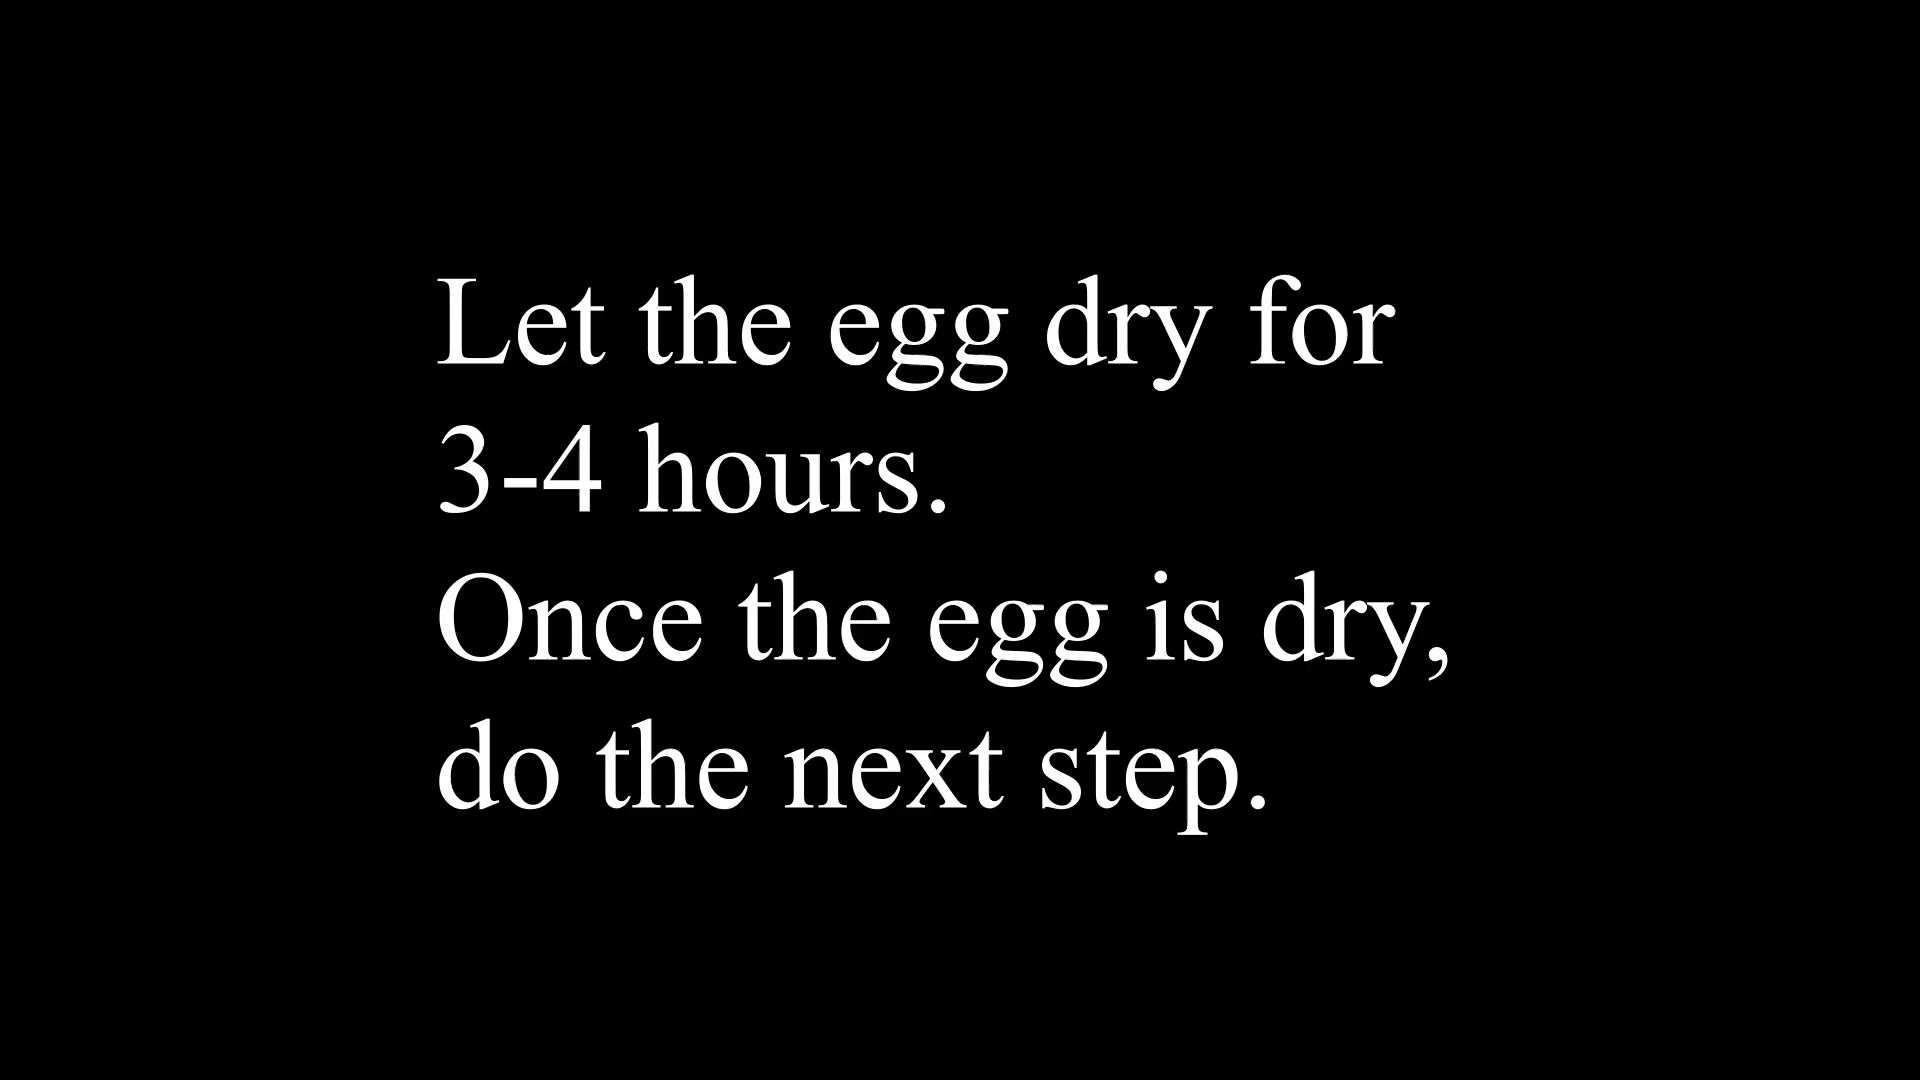 Let the egg dry for
3-4 hours.
Once the egg is dry,
do the next step.